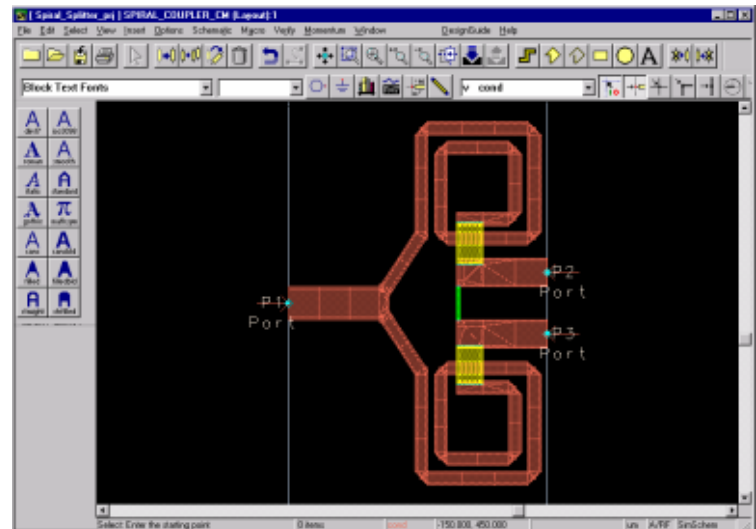 [ Spiral_Splitter_prj ] SPIRAL_COUPLER_CM (Layout):1
File Edit Select View Insert Options Schematic Macro Verify Momentum Window DesignGuide Help
Block Text Fonts
v cond
P1
Port
P2
Port
P3
Port
Select: Enter the starting point 0 items cond -150.000, 450.000 um A/RF SimSchem